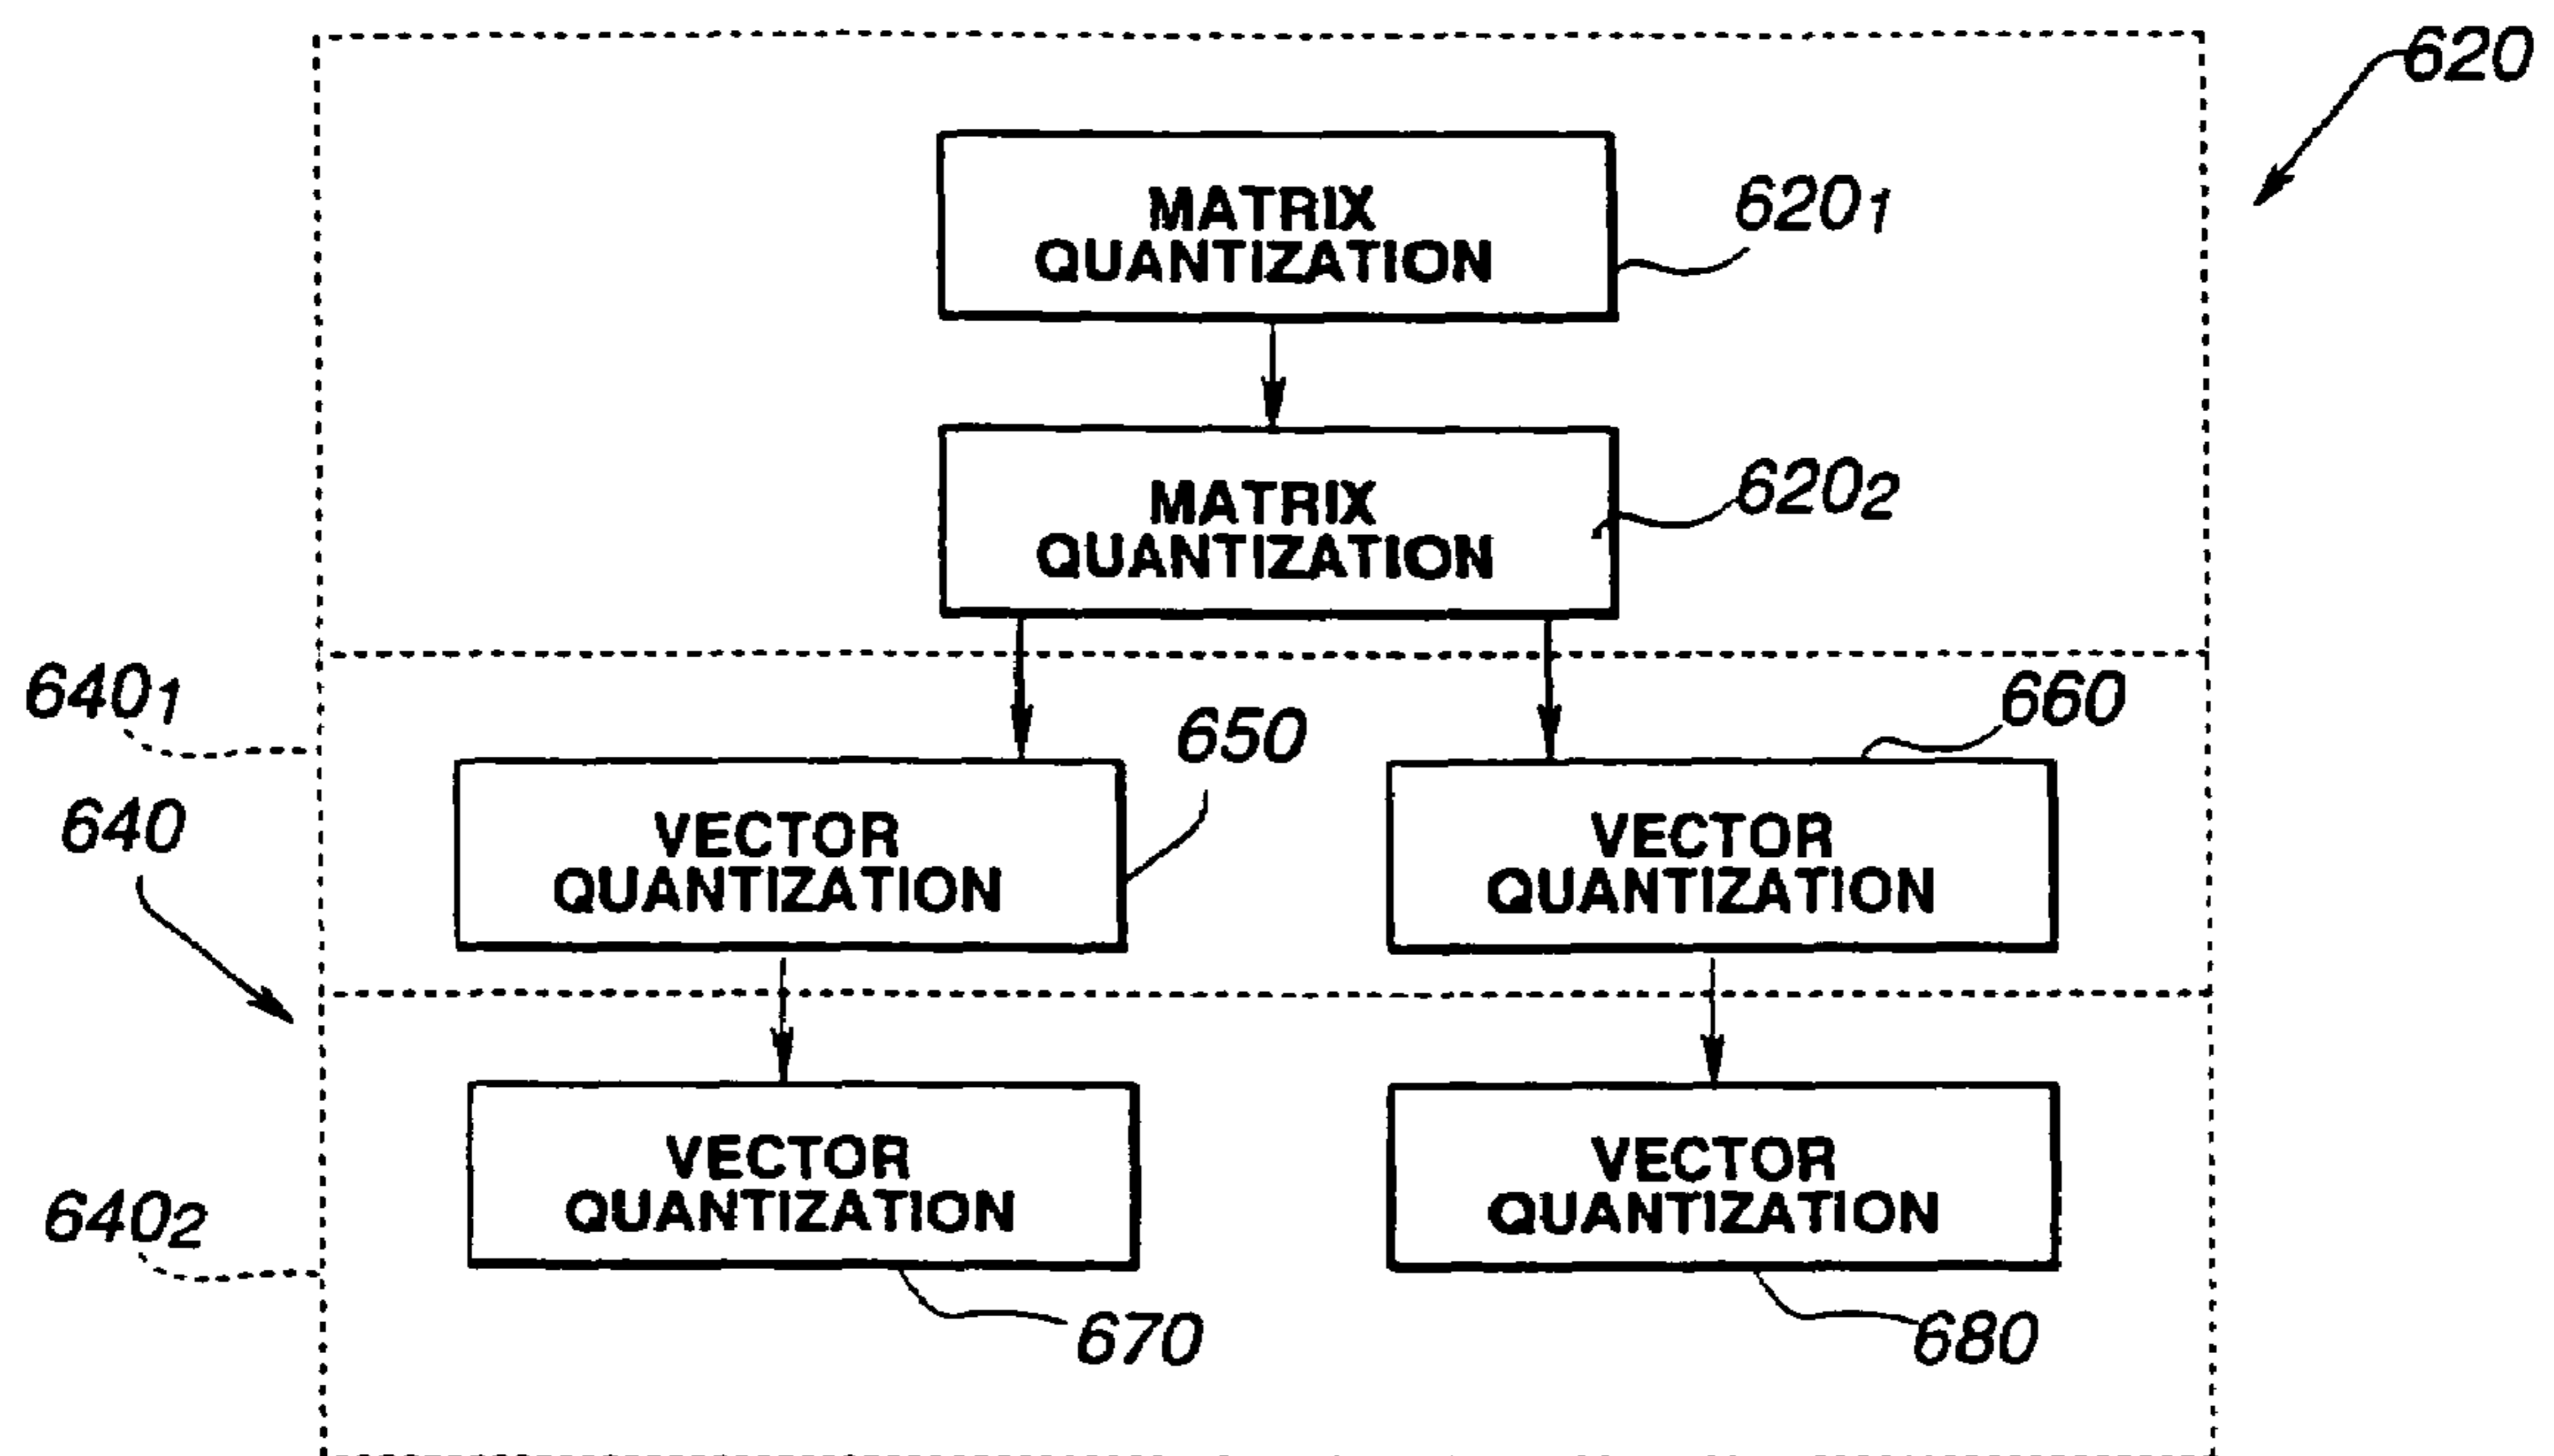 620
MATRIX
QUANTIZATION
620₁
MATRIX
QUANTIZATION
620₂
640₁
660
650
640
VECTOR
QUANTIZATION
VECTOR
QUANTIZATION
VECTOR
QUANTIZATION
VECTOR
QUANTIZATION
640₂
670
680